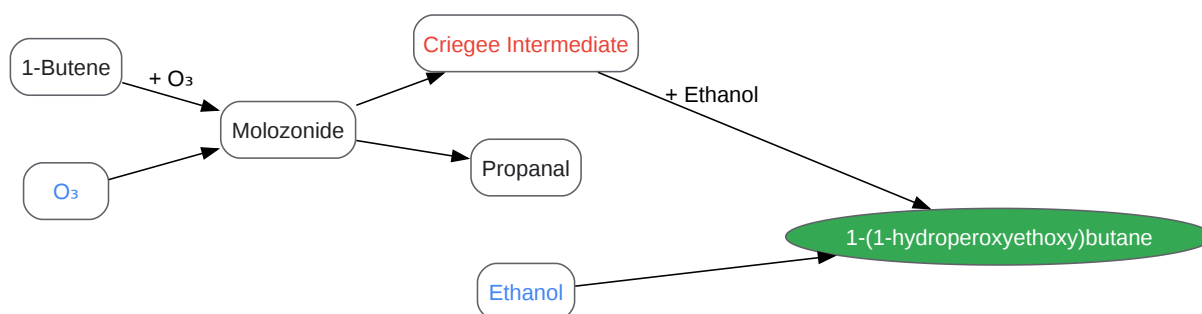 Criegee Intermediate
1-Butene
+ O₃
+ Ethanol
Molozonide
Propanal
O₃
1-(1-hydroperoxyethoxy)butane
Ethanol